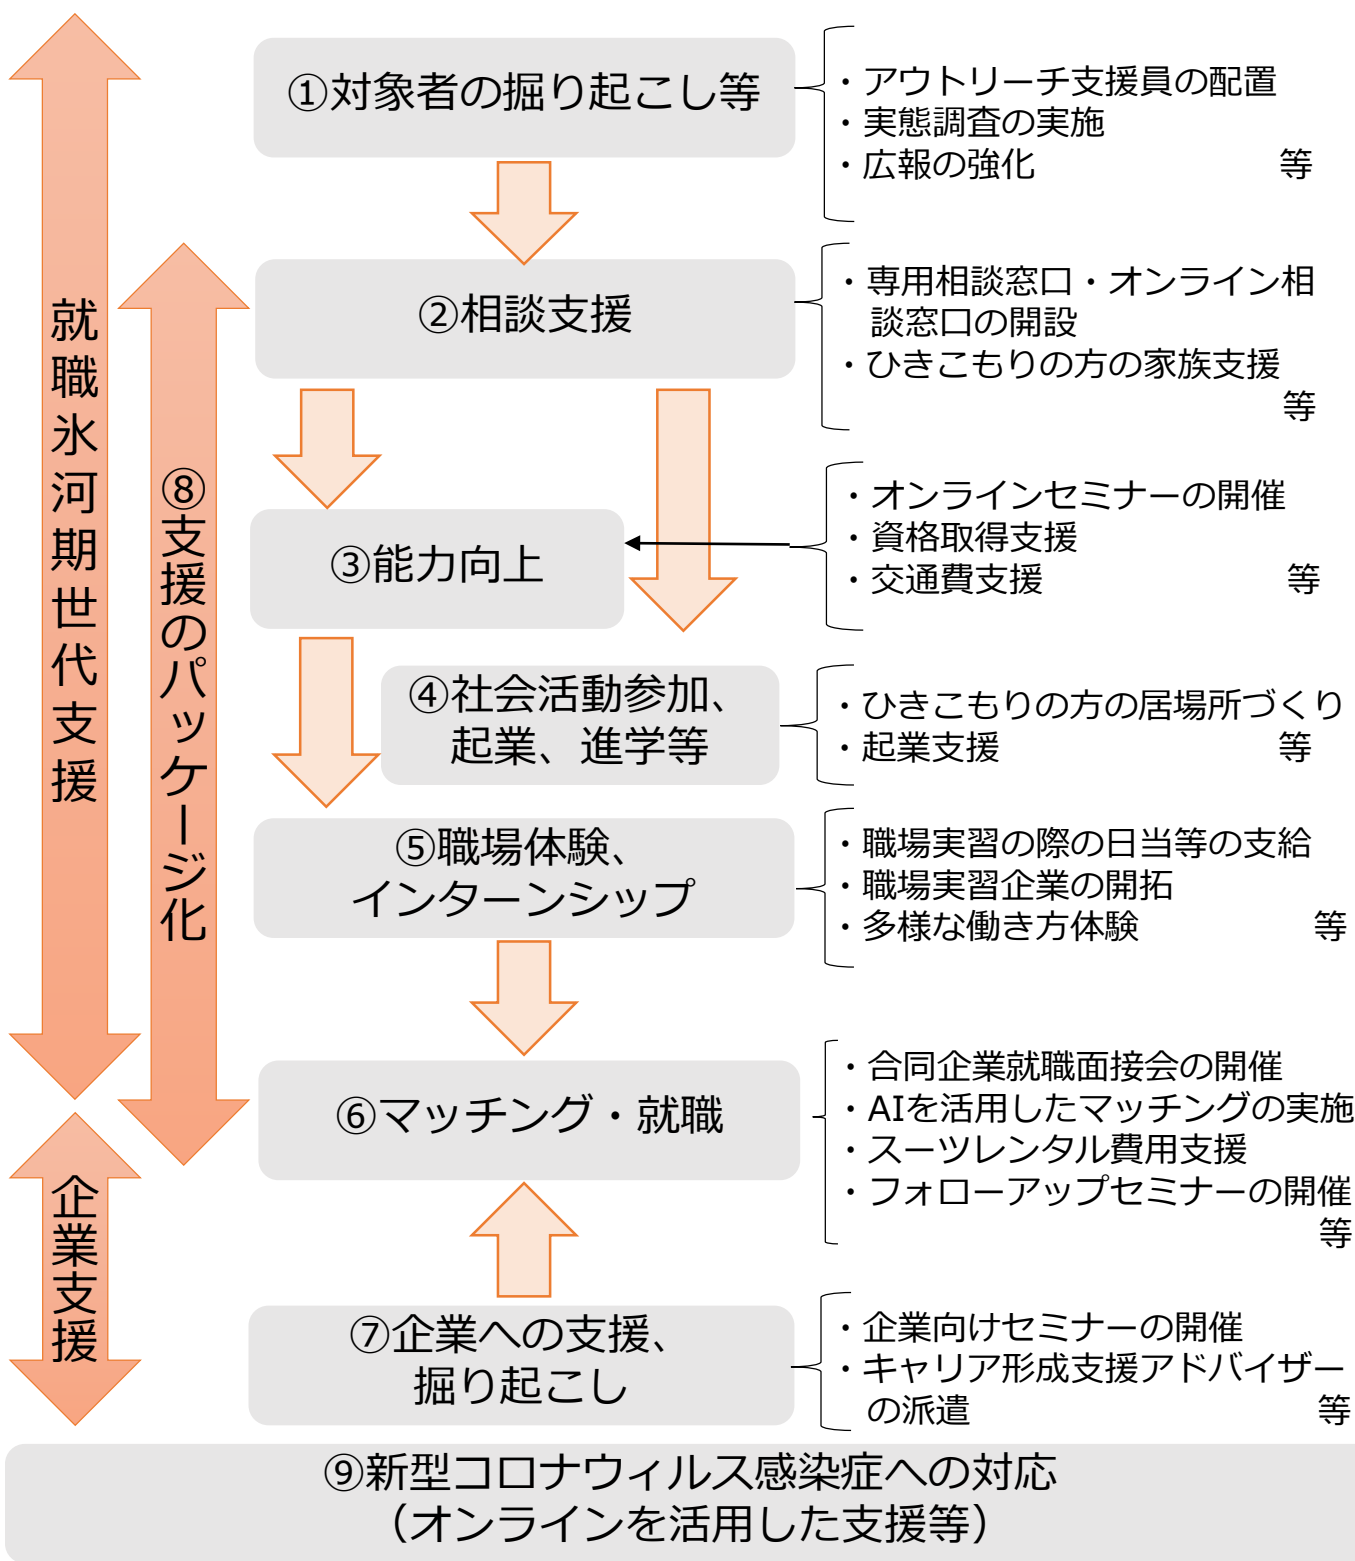 就職氷河期世代支援
⑧支援のパッケージ化
企業支援
①対象者の掘り起こし等
・アウトリーチ支援員の配置
・実態調査の実施
・広報の強化 等
②相談支援
・専用相談窓口・オンライン相
談窓口の開設
・ひきこもりの方の家族支援
等
③能力向上
・オンラインセミナーの開催
・資格取得支援
・交通費支援 等
④社会活動参加、
起業、進学等
・ひきこもりの方の居場所づくり
・起業支援 等
⑤職場体験、
インターンシップ
・職場実習の際の日当等の支給
・職場実習企業の開拓
・多様な働き方体験 等
⑥マッチング・就職
・合同企業就職面接会の開催
・AIを活用したマッチングの実施
・スーツレンタル費用支援
・フォローアップセミナーの開催
等
⑦企業への支援、
掘り起こし
・企業向けセミナーの開催
・キャリア形成支援アドバイザー
の派遣 等
⑨新型コロナウィルス感染症への対応
（オンラインを活用した支援等）